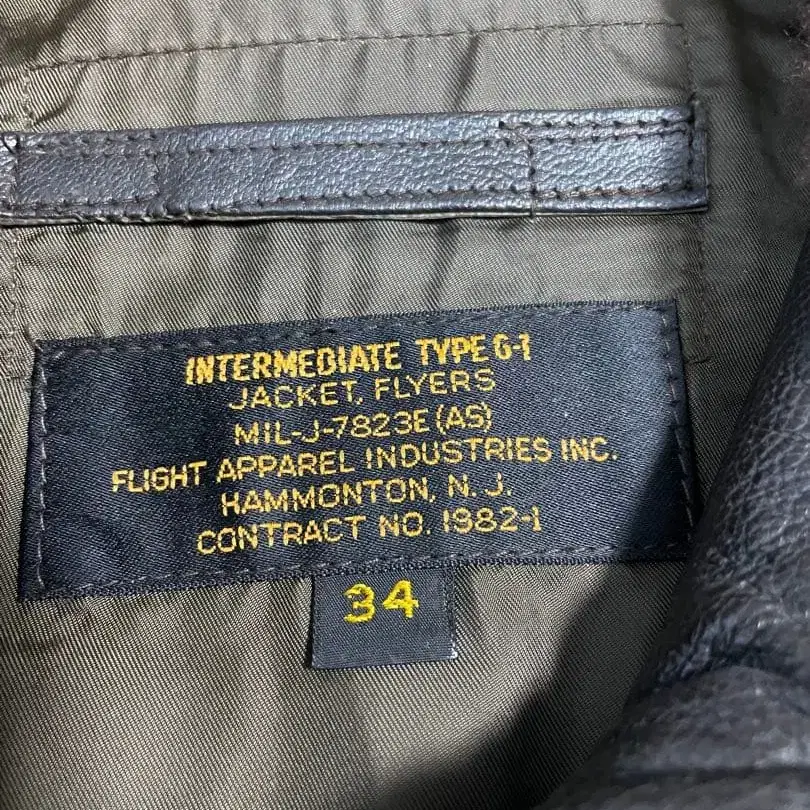 INTERMEDIATE TYPE G-1
JACKET, FLYERS
MIL-J-7823E (AS)
FLIGHT APPAREL INDUSTRIES INC.
HAMMONTON, N. J.
CONTRACT NO. 1982-1
34